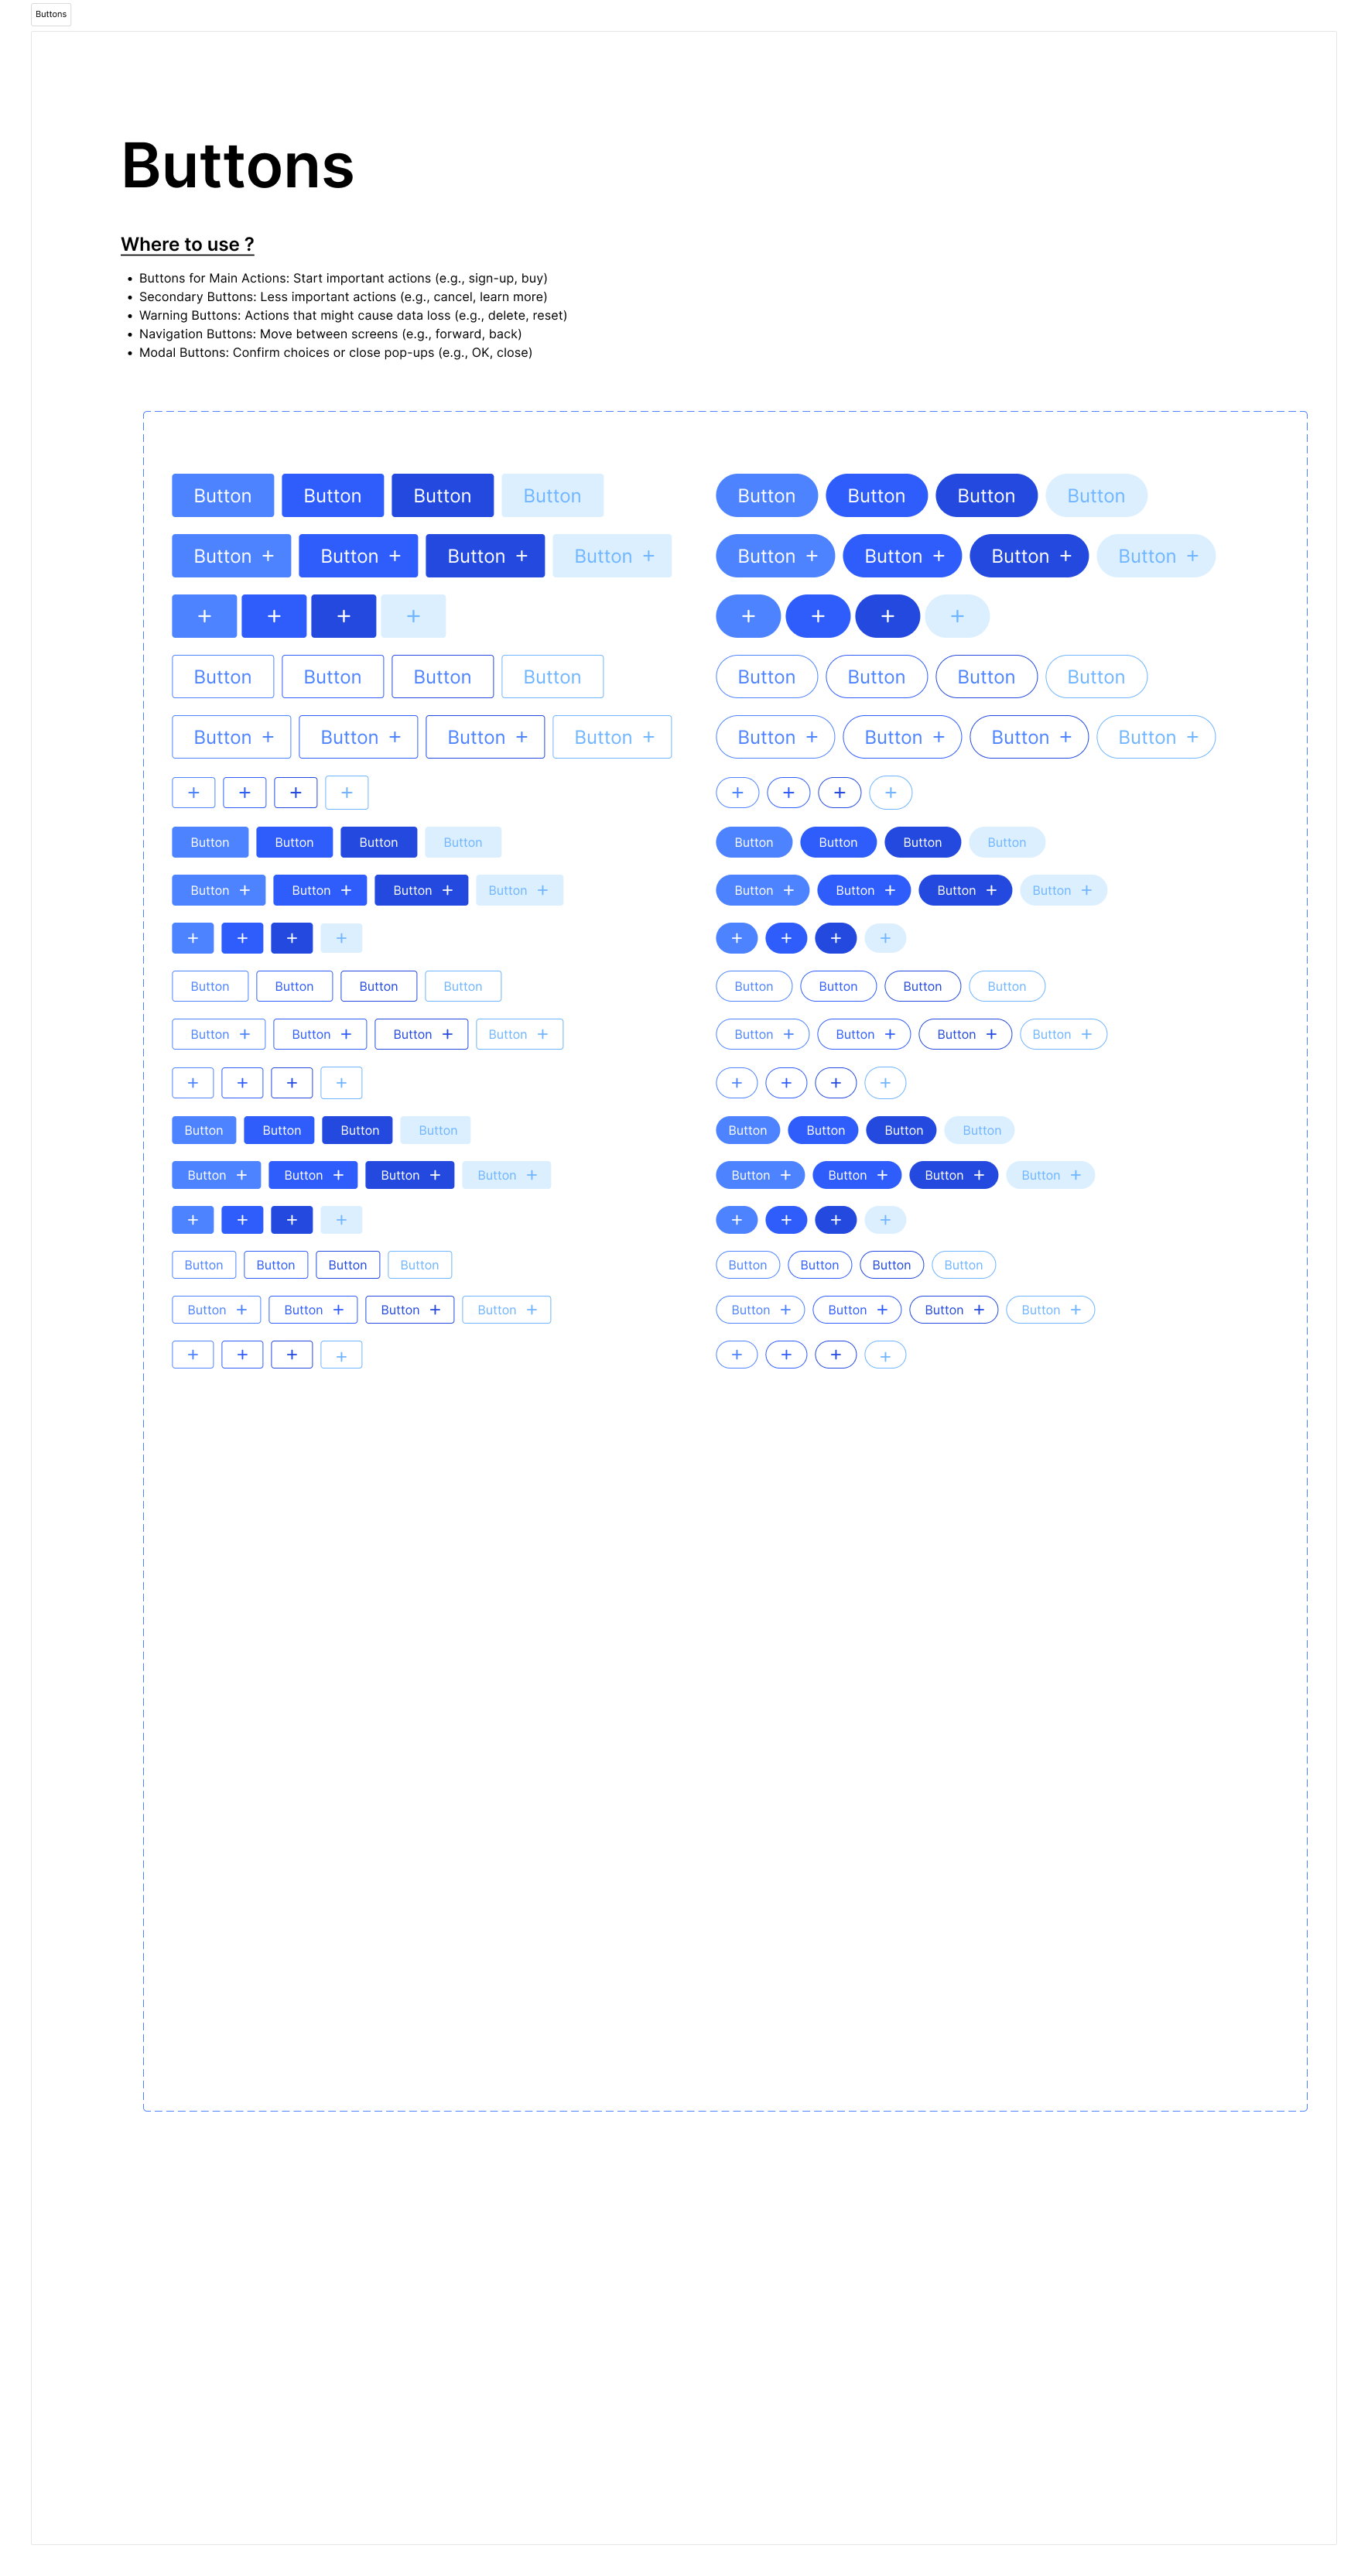 Buttons
Buttons
Where to use ?
• Buttons for Main Actions: Start important actions (e.g., sign-up, buy)
• Secondary Buttons: Less important actions (e.g., cancel, learn more)
• Warning Buttons: Actions that might cause data loss (e.g., delete, reset)
• Navigation Buttons: Move between screens (e.g., forward, back)
• Modal Buttons: Confirm choices or close pop-ups (e.g., OK, close)
Button Button Button Button Button Button Button Button
Button + Button + Button + Button + Button + Button + Button + Button +
+ + + + + + + +
Button Button Button Button Button Button Button Button
Button + Button + Button + Button + Button + Button + Button + Button +
+ + + + + + + +
Button Button Button Button Button Button Button Button
Button + Button + Button + Button + Button + Button + Button + Button +
+ + + + + + + +
Button Button Button Button Button Button Button Button
Button + Button + Button + Button + Button + Button + Button + Button +
+ + + + + + + +
Button Button Button Button Button Button Button Button
Button + Button + Button + Button + Button + Button + Button + Button +
+ + + + + + + +
Button Button Button Button Button Button Button Button
Button + Button + Button + Button + Button + Button + Button + Button +
+ + + + + + + +